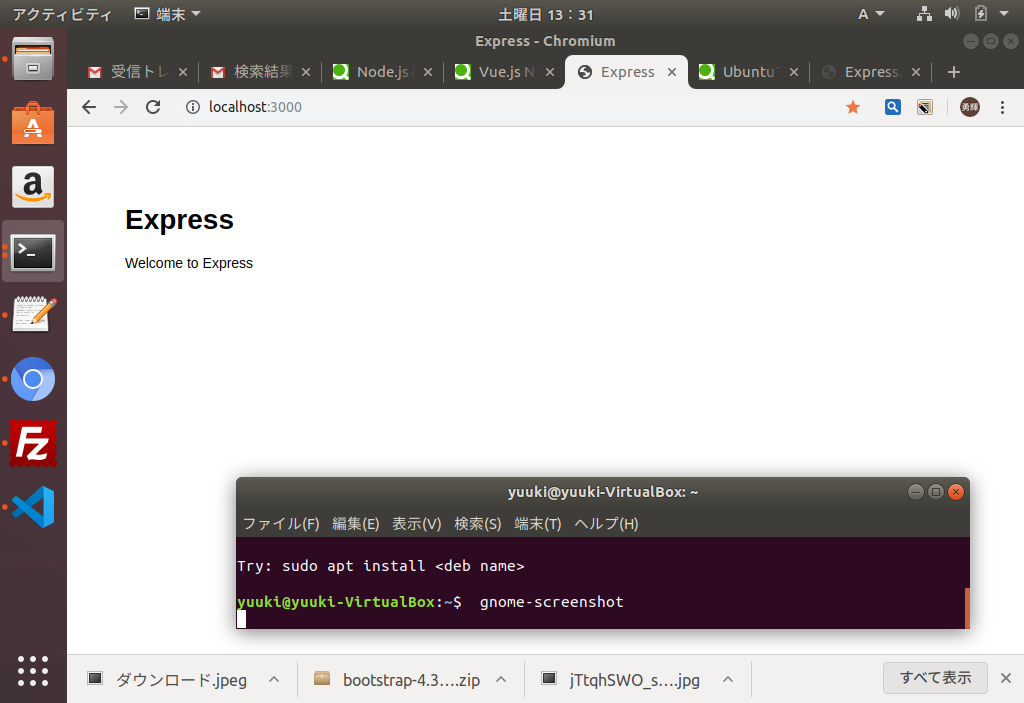 アクティビティ 端末 土曜日 13：31 A
Express - Chromium
受信トレ 検索結果 Node.js Vue.js N Express Ubuntu Express
localhost:3000 勇輝
Express
Welcome to Express
yuuki@yuuki-VirtualBox: ~
ファイル(F) 編集(E) 表示(V) 検索(S) 端末(T) ヘルプ(H)
Try: sudo apt install <deb name>
yuuki@yuuki-VirtualBox:~$  gnome-screenshot
ダウンロード.jpeg bootstrap-4.3....zip jTtqhSWO_s....jpg すべて表示